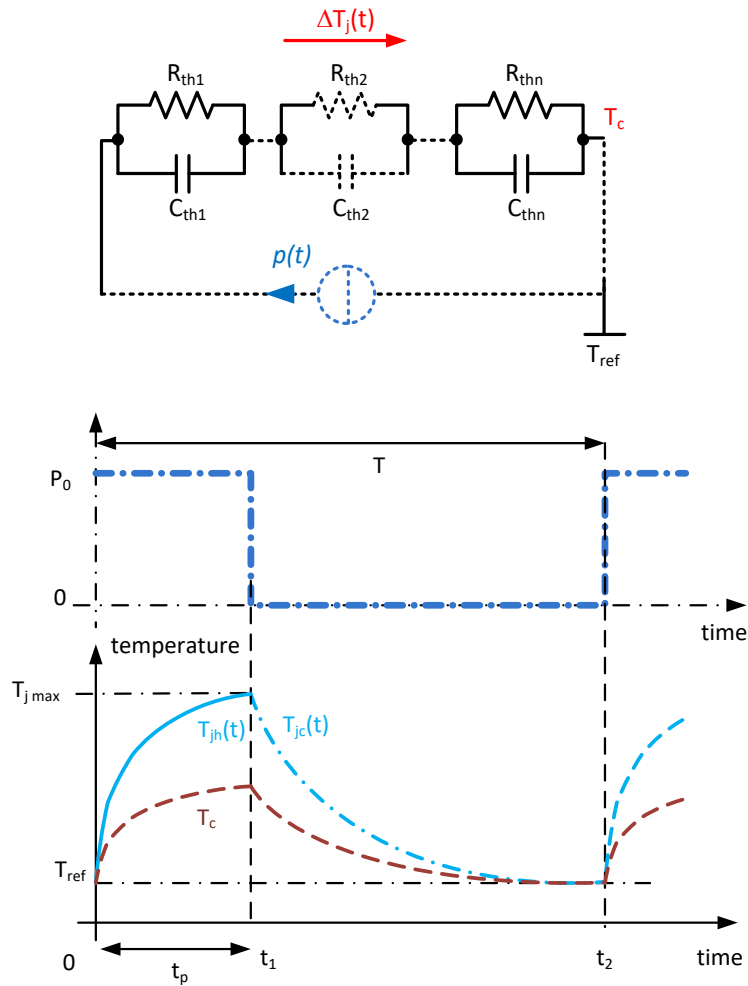 ΔTj(t)
Rth1 Rth2 Rthn
Tc
Cth1 Cth2 Cthn
p(t)
Tref
T
P0
0
time
temperature
Tj max
Tjh(t) Tjc(t)
Tc
Tref
time
0 tp t1 t2